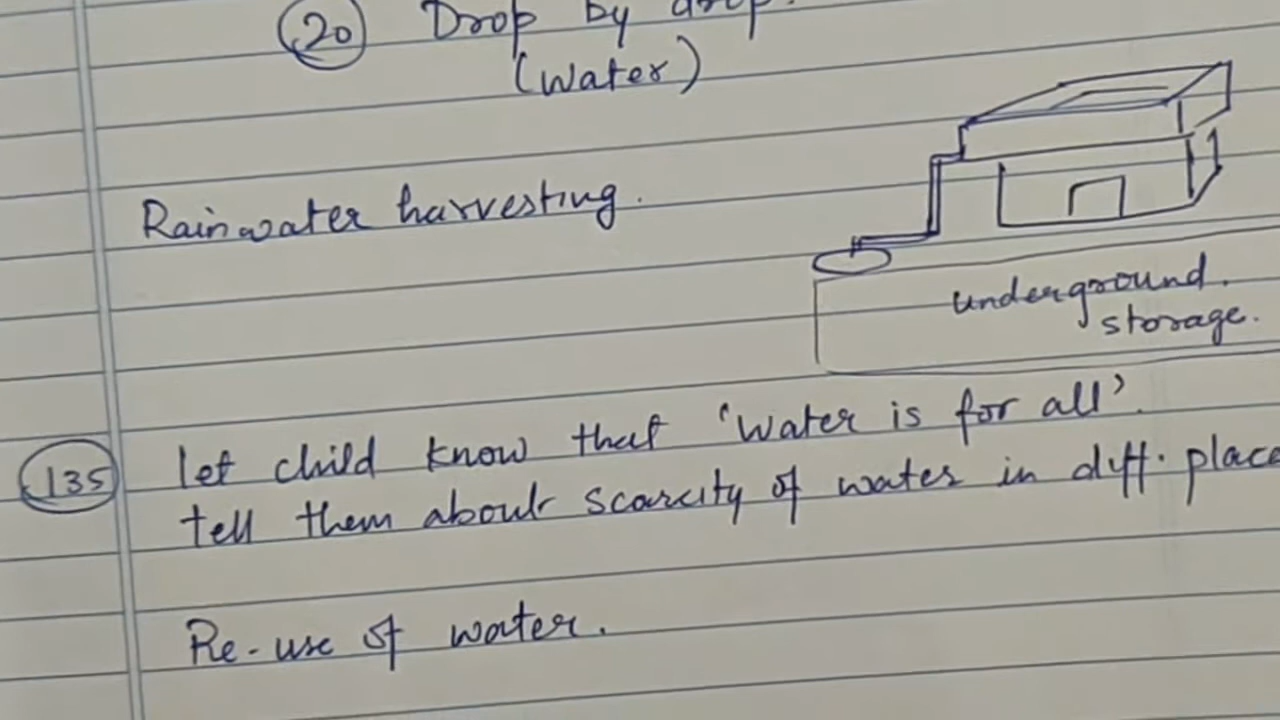 20 Drop by drop.
(Water)
Rainwater harvesting.
underground.
storage.
135 let child know that 'Water is for all'.
tell them about scarcity of water in diff. place
Re-use of water.